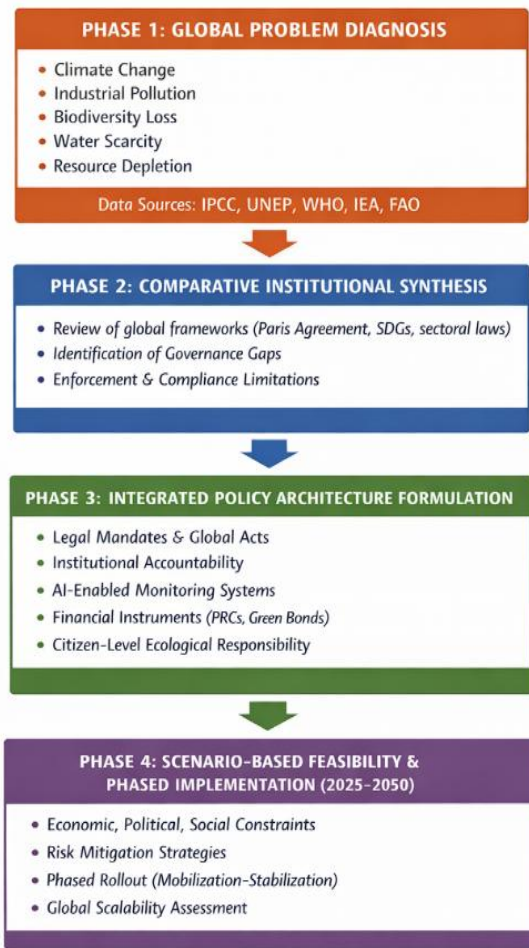 PHASE 1: GLOBAL PROBLEM DIAGNOSIS
• Climate Change
• Industrial Pollution
• Biodiversity Loss
• Water Scarcity
• Resource Depletion
Data Sources: IPCC, UNEP, WHO, IEA, FAO
PHASE 2: COMPARATIVE INSTITUTIONAL SYNTHESIS
• Review of global frameworks (Paris Agreement, SDGs, sectoral laws)
• Identification of Governance Gaps
• Enforcement & Compliance Limitations
PHASE 3: INTEGRATED POLICY ARCHITECTURE FORMULATION
• Legal Mandates & Global Acts
• Institutional Accountability
• AI-Enabled Monitoring Systems
• Financial Instruments (PRCs, Green Bonds)
• Citizen-Level Ecological Responsibility
PHASE 4: SCENARIO-BASED FEASIBILITY &
PHASED IMPLEMENTATION (2025-2050)
• Economic, Political, Social Constraints
• Risk Mitigation Strategies
• Phased Rollout (Mobilization-Stabilization)
• Global Scalability Assessment